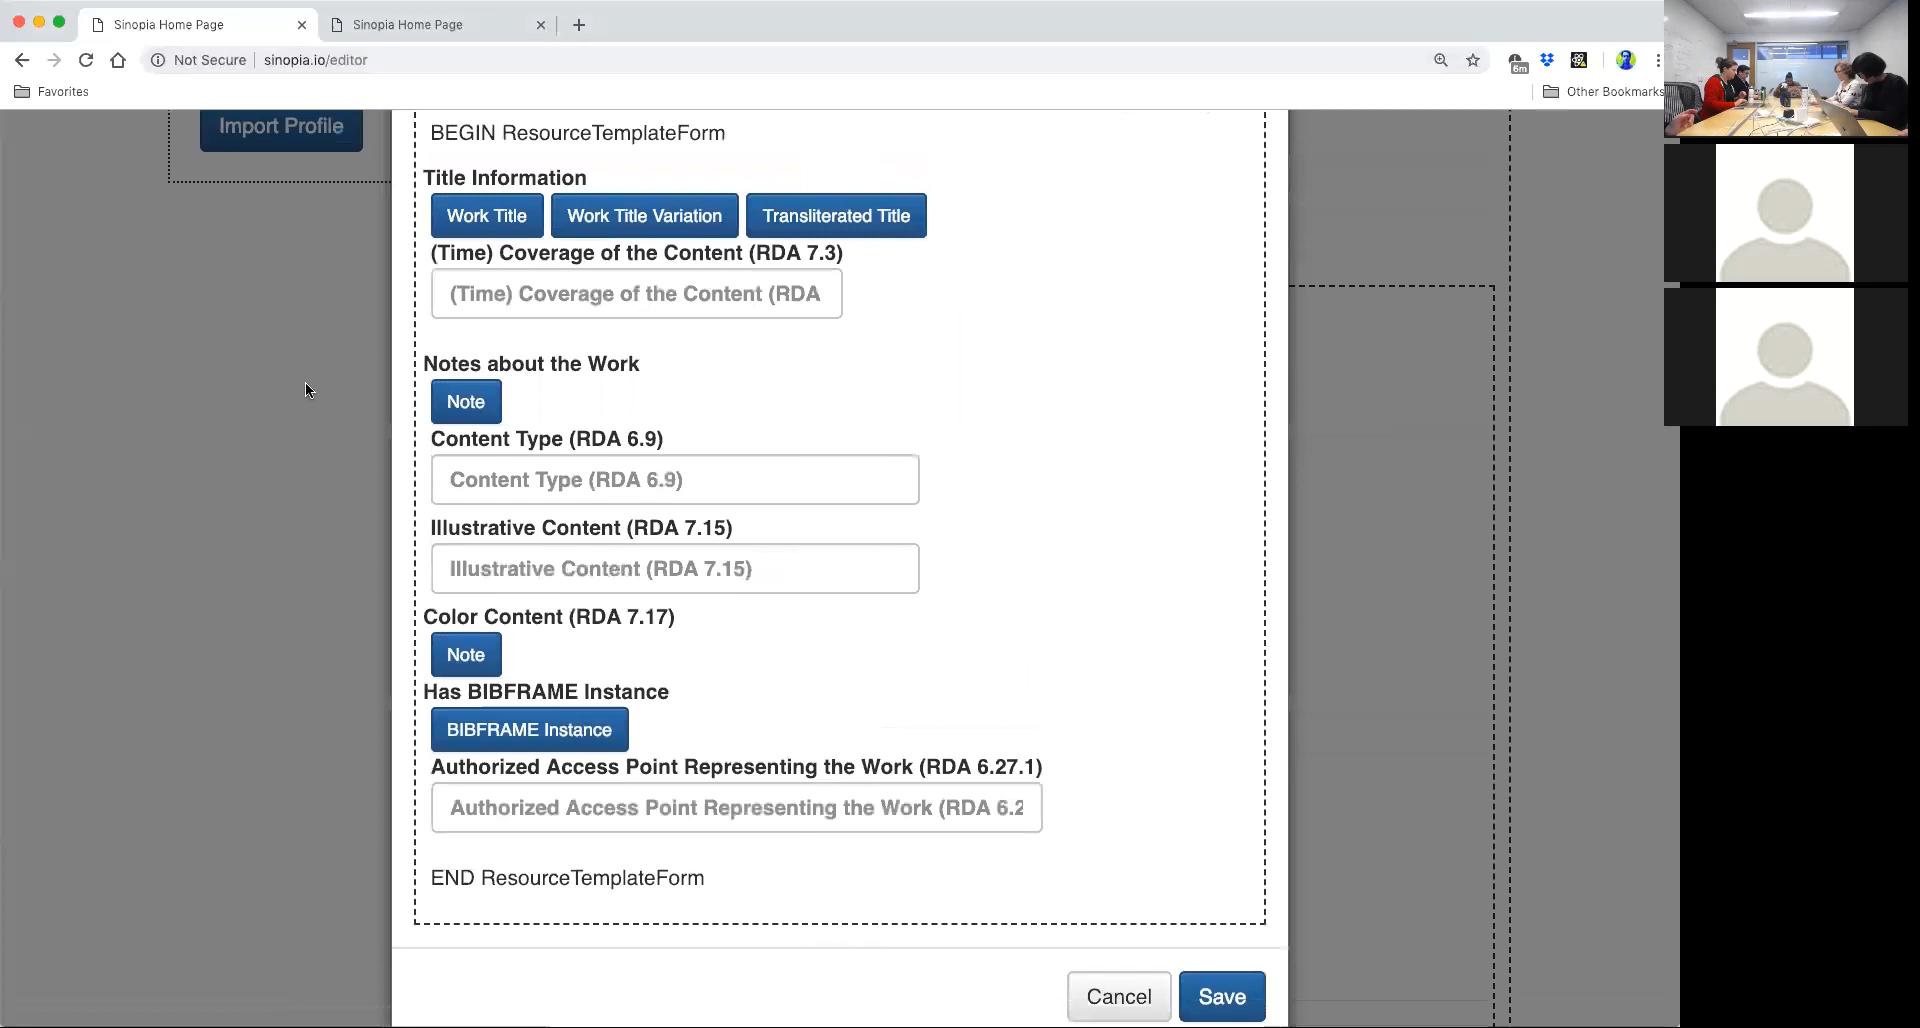 Sinopia Home Page
Sinopia Home Page
Not Secure
sinopia.io/editor
6m
Favorites
Other Bookmarks
Import Profile
BEGIN ResourceTemplateForm
Title Information
Work Title
Work Title Variation
Transliterated Title
(Time) Coverage of the Content (RDA 7.3)
(Time) Coverage of the Content (RDA
Notes about the Work
Note
Content Type (RDA 6.9)
Content Type (RDA 6.9)
Illustrative Content (RDA 7.15)
Illustrative Content (RDA 7.15)
Color Content (RDA 7.17)
Note
Has BIBFRAME Instance
BIBFRAME Instance
Authorized Access Point Representing the Work (RDA 6.27.1)
Authorized Access Point Representing the Work (RDA 6.2
END ResourceTemplateForm
Cancel
Save